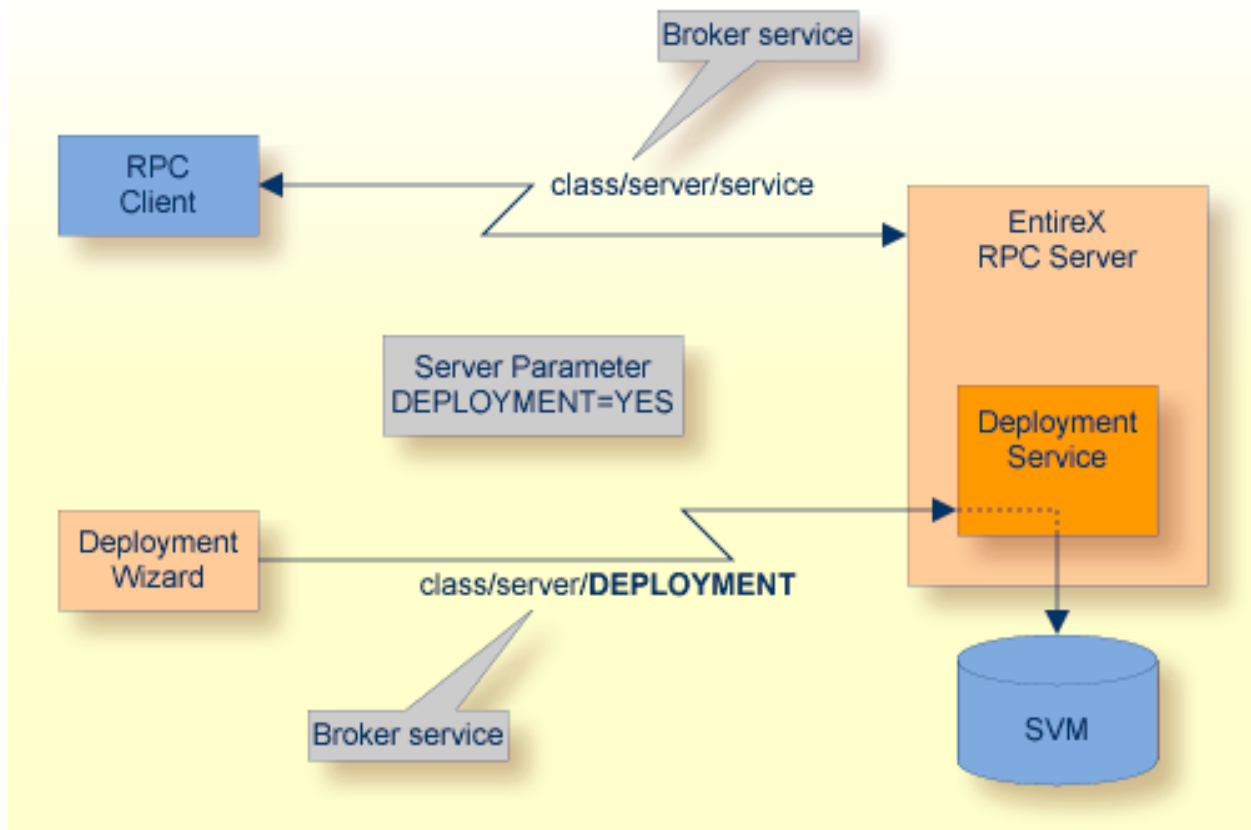 Broker service
RPC
Client
class/server/service
EntireX
RPC Server
Server Parameter
DEPLOYMENT=YES
Deployment
Service
Deployment
Wizard
class/server/DEPLOYMENT
Broker service
SVM